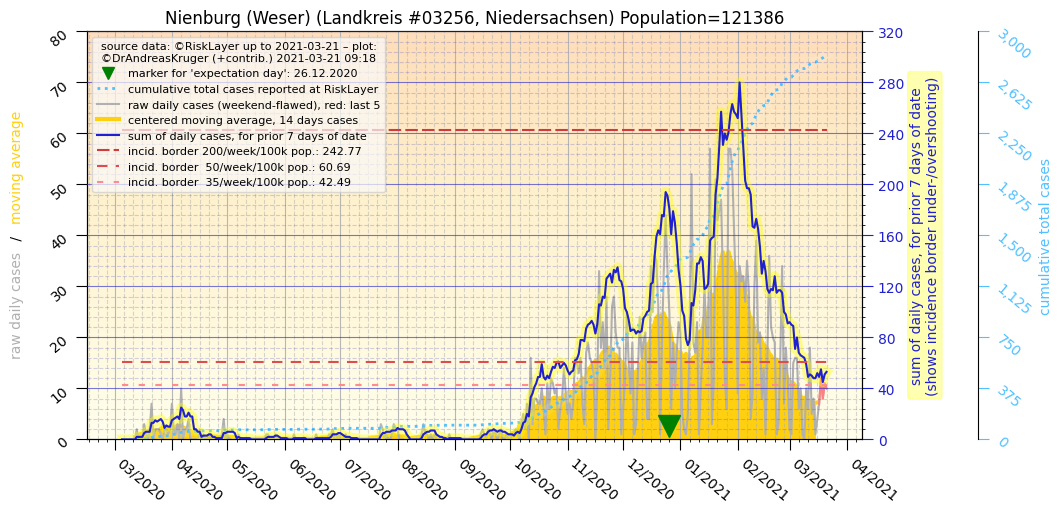 Nienburg (Weser) (Landkreis #03256, Niedersachsen) Population=121386
source data: ©RiskLayer up to 2021-03-21 – plot:
©DrAndreasKruger (+contrib.) 2021-03-21 09:18
marker for 'expectation day': 26.12.2020
cumulative total cases reported at RiskLayer
raw daily cases (weekend-flawed), red: last 5
centered moving average, 14 days cases
sum of daily cases, for prior 7 days of date
incid. border 200/week/100k pop.: 242.77
incid. border  50/week/100k pop.: 60.69
incid. border  35/week/100k pop.: 42.49
raw daily cases / moving average
80
70
60
50
40
30
20
10
0
03/2020
04/2020
05/2020
06/2020
07/2020
08/2020
09/2020
10/2020
11/2020
12/2020
01/2021
02/2021
03/2021
04/2021
320
280
240
200
160
120
80
40
0
sum of daily cases, for prior 7 days of date
(shows incidence border under-/overshooting)
3,000
2,625
2,250
1,875
1,500
1,125
750
375
0
cumulative total cases